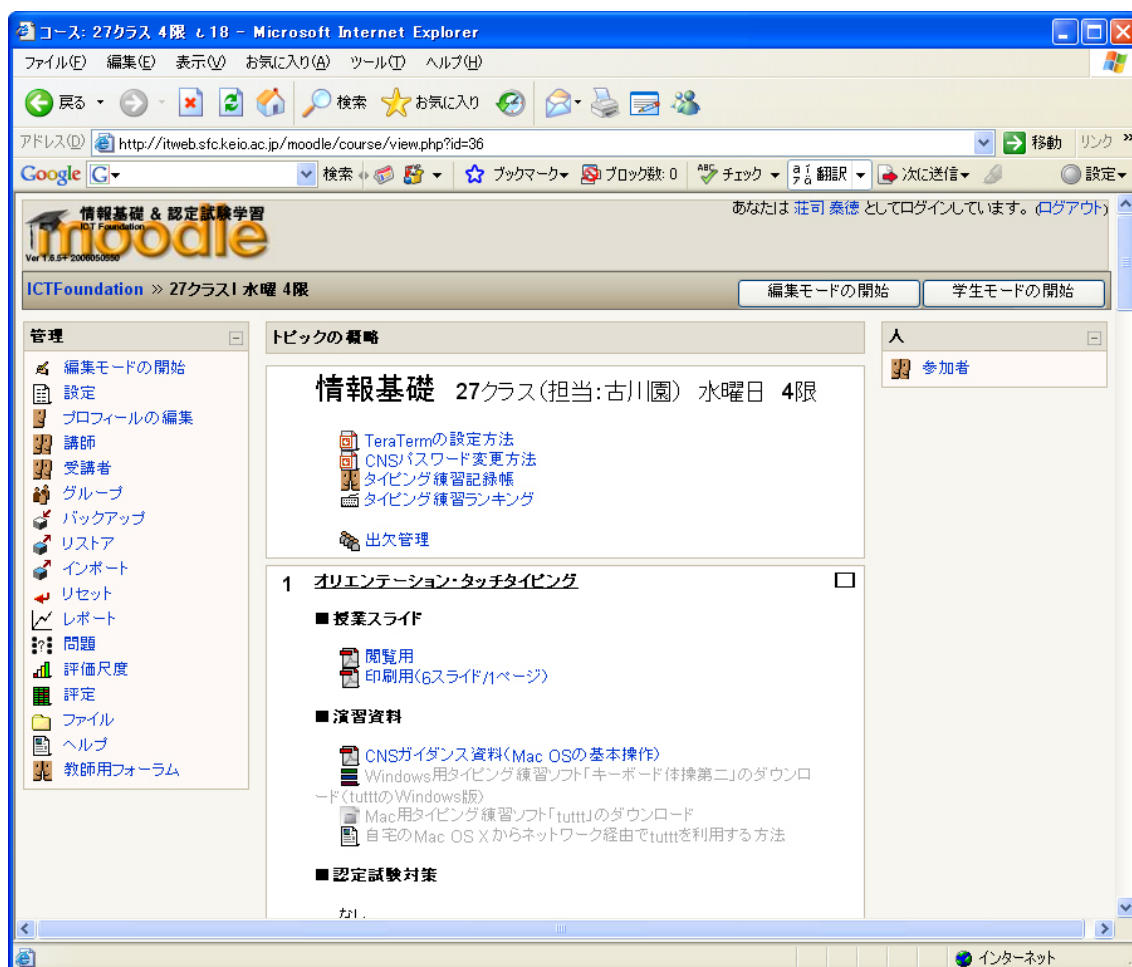 コース: 27クラス 4限 ι 18 - Microsoft Internet Explorer
ファイル(F) 編集(E) 表示(V) お気に入り(A) ツール(T) ヘルプ(H)
戻る 検索 お気に入り
アドレス(D) http://itweb.sfc.keio.ac.jp/moodle/course/view.php?id=36 移動 リンク »
Google G 検索 ブックマーク ブロック数: 0 ABC チェック 翻訳 次に送信 設定
情報基礎 & 認定試験学習
ICT Foundation
moodle
Ver 1.6.5+ 2006050550
あなたは 荘司 泰徳 としてログインしています。 (ログアウト)
ICTFoundation » 27クラスI 水曜 4限
編集モードの開始 学生モードの開始
管理
編集モードの開始
設定
プロフィールの編集
講師
受講者
グループ
バックアップ
リストア
インポート
リセット
レポート
問題
評価尺度
評定
ファイル
ヘルプ
教師用フォーラム
トピックの概略
情報基礎 27クラス(担当:古川園) 水曜日 4限
TeraTermの設定方法
CNSパスワード変更方法
タイピング練習記録帳
タイピング練習ランキング
出欠管理
1 オリエンテーション・タッチタイピング
■授業スライド
閲覧用
印刷用(6スライド/1ページ)
■演習資料
CNSガイダンス資料(Mac OSの基本操作)
Windows用タイピング練習ソフト「キーボード体操第二」のダウンロ
ード(tutttのWindows版)
Mac用タイピング練習ソフト「tuttt」のダウンロード
自宅のMac OS Xからネットワーク経由でtutttを利用する方法
■認定試験対策
なし
人
参加者
インターネット